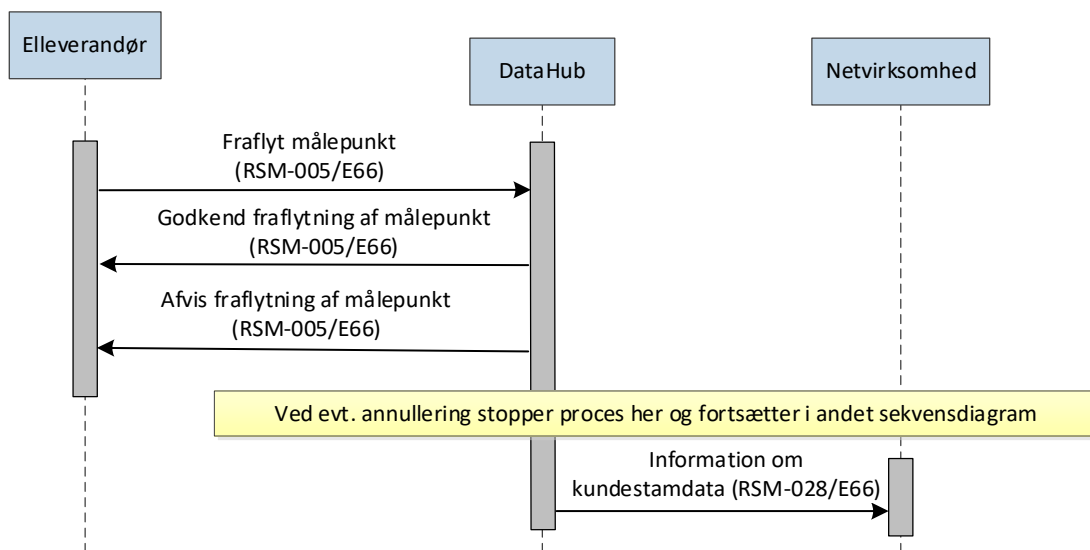 Elleverandør
DataHub
Netvirksomhed
Fraflyt målepunkt
(RSM-005/E66)
Godkend fraflytning af målepunkt
(RSM-005/E66)
Afvis fraflytning af målepunkt
(RSM-005/E66)
Ved evt. annullering stopper proces her og fortsætter i andet sekvensdiagram
Information om
kundestamdata (RSM-028/E66)